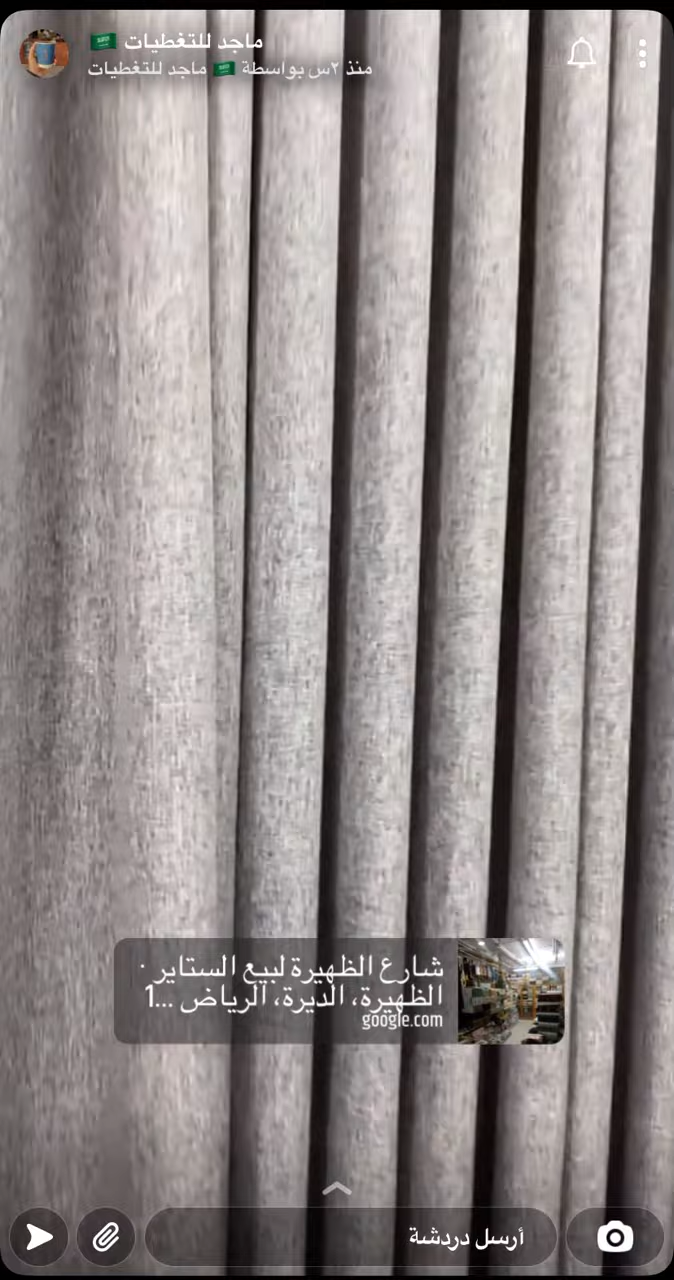 ماجد للتغطيات 🇸🇦
منذ ٢س بواسطة 🇸🇦 ماجد للتغطيات
شارع الظهيرة لبيع الستاير ·
الظهيرة، الديرة، الرياض 1...
google.com
أرسل دردشة